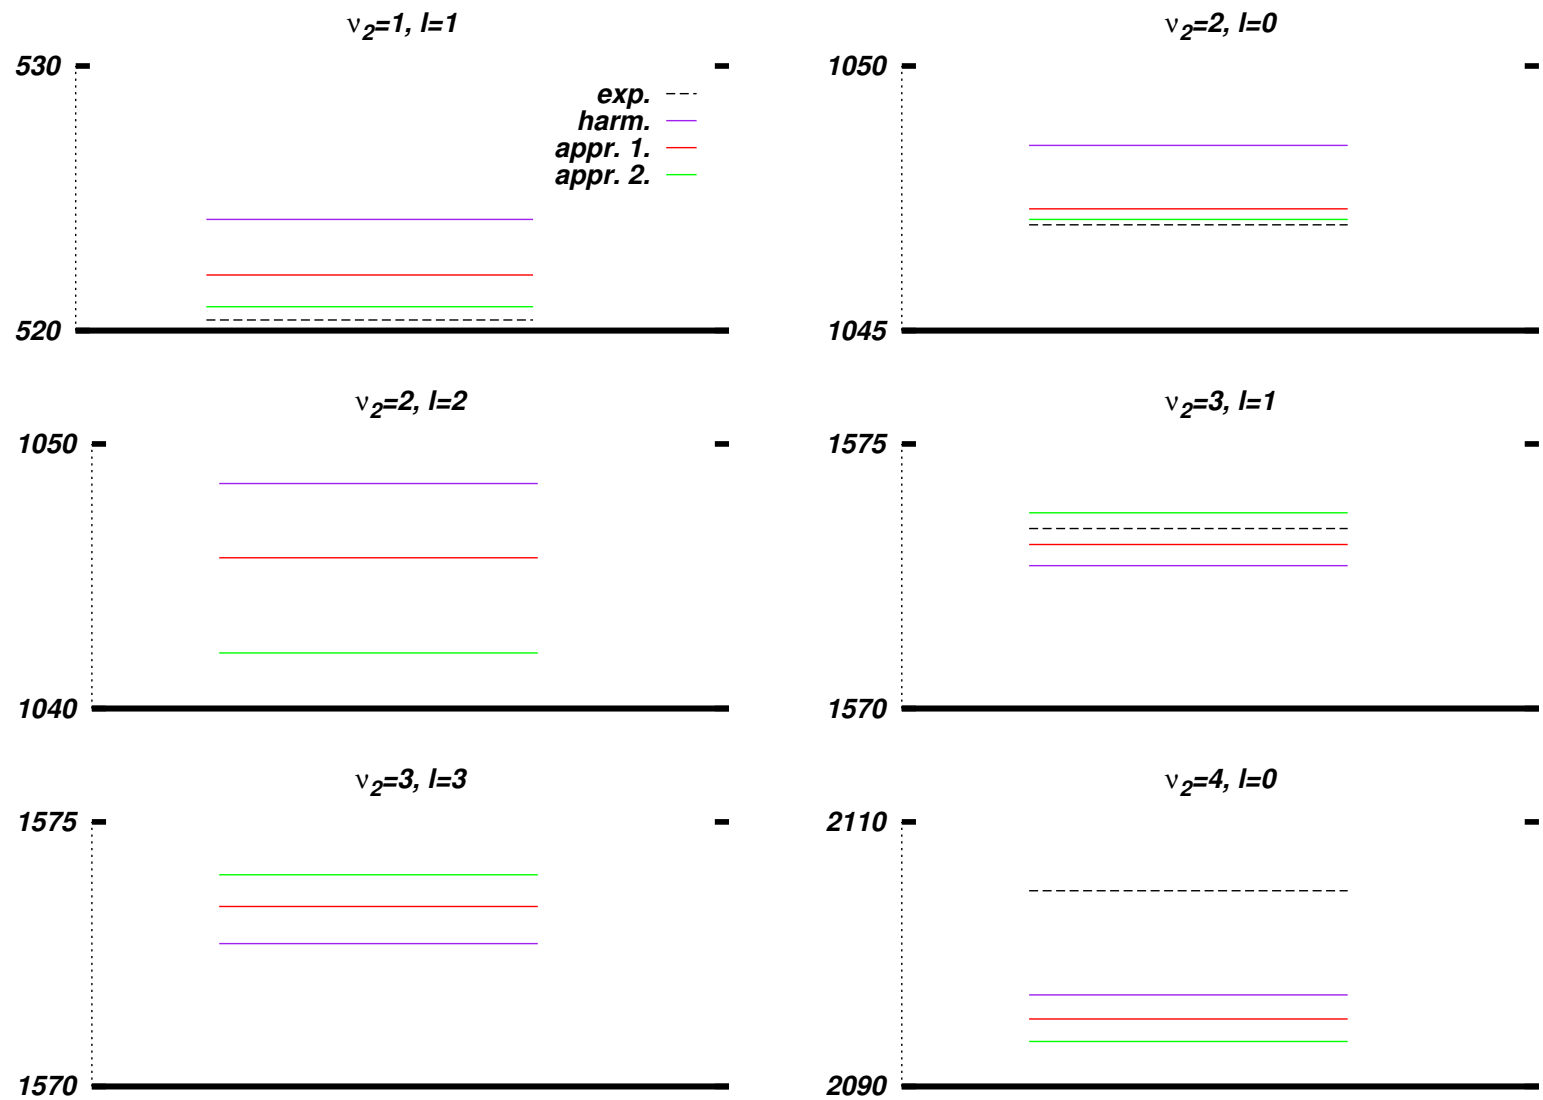 ν2=1, l=1
530
520
exp.
harm.
appr. 1.
appr. 2.
ν2=2, l=0
1050
1045
ν2=2, l=2
1050
1040
ν2=3, l=1
1575
1570
ν2=3, l=3
1575
1570
ν2=4, l=0
2110
2090